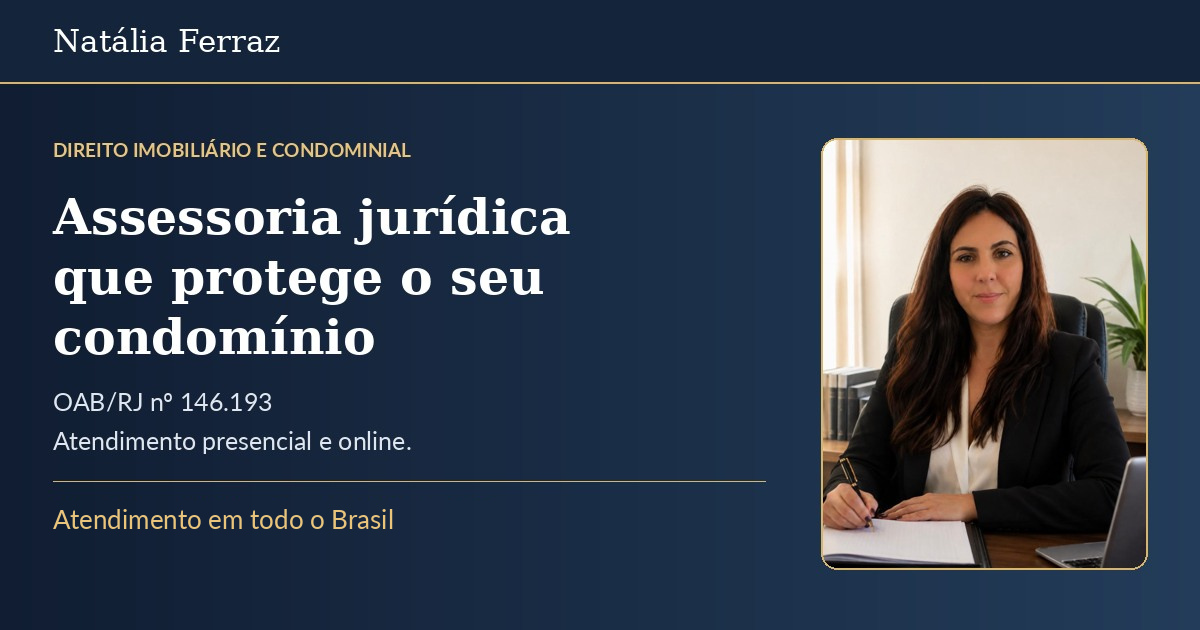 Natália Ferraz
DIREITO IMOBILIÁRIO E CONDOMINIAL
Assessoria jurídica
que protege o seu
condomínio
OAB/RJ nº 146.193
Atendimento presencial e online.
Atendimento em todo o Brasil